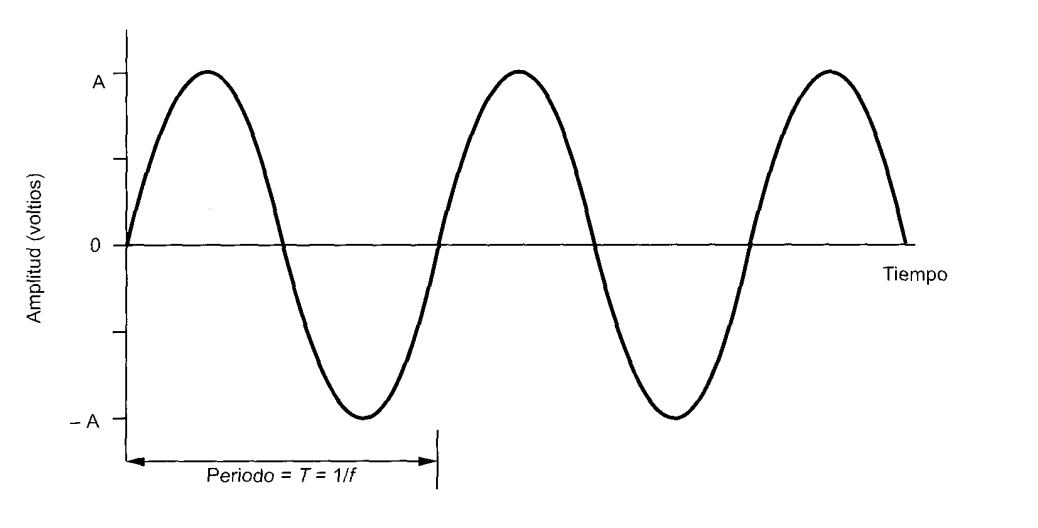 A
Amplitud (voltios)
0
Tiempo
– A
Periodo = T = 1/f